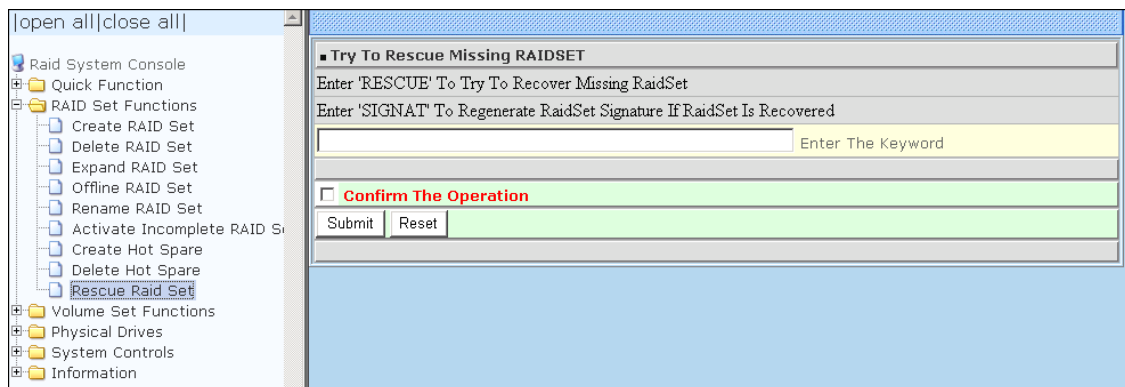 |open all|close all|
Raid System Console
Quick Function
RAID Set Functions
Create RAID Set
Delete RAID Set
Expand RAID Set
Offline RAID Set
Rename RAID Set
Activate Incomplete RAID S
Create Hot Spare
Delete Hot Spare
Rescue Raid Set
Volume Set Functions
Physical Drives
System Controls
Information
Try To Rescue Missing RAIDSET
Enter 'RESCUE' To Try To Recover Missing RaidSet
Enter 'SIGNAT' To Regenerate RaidSet Signature If RaidSet Is Recovered
Enter The Keyword
Confirm The Operation
Submit Reset